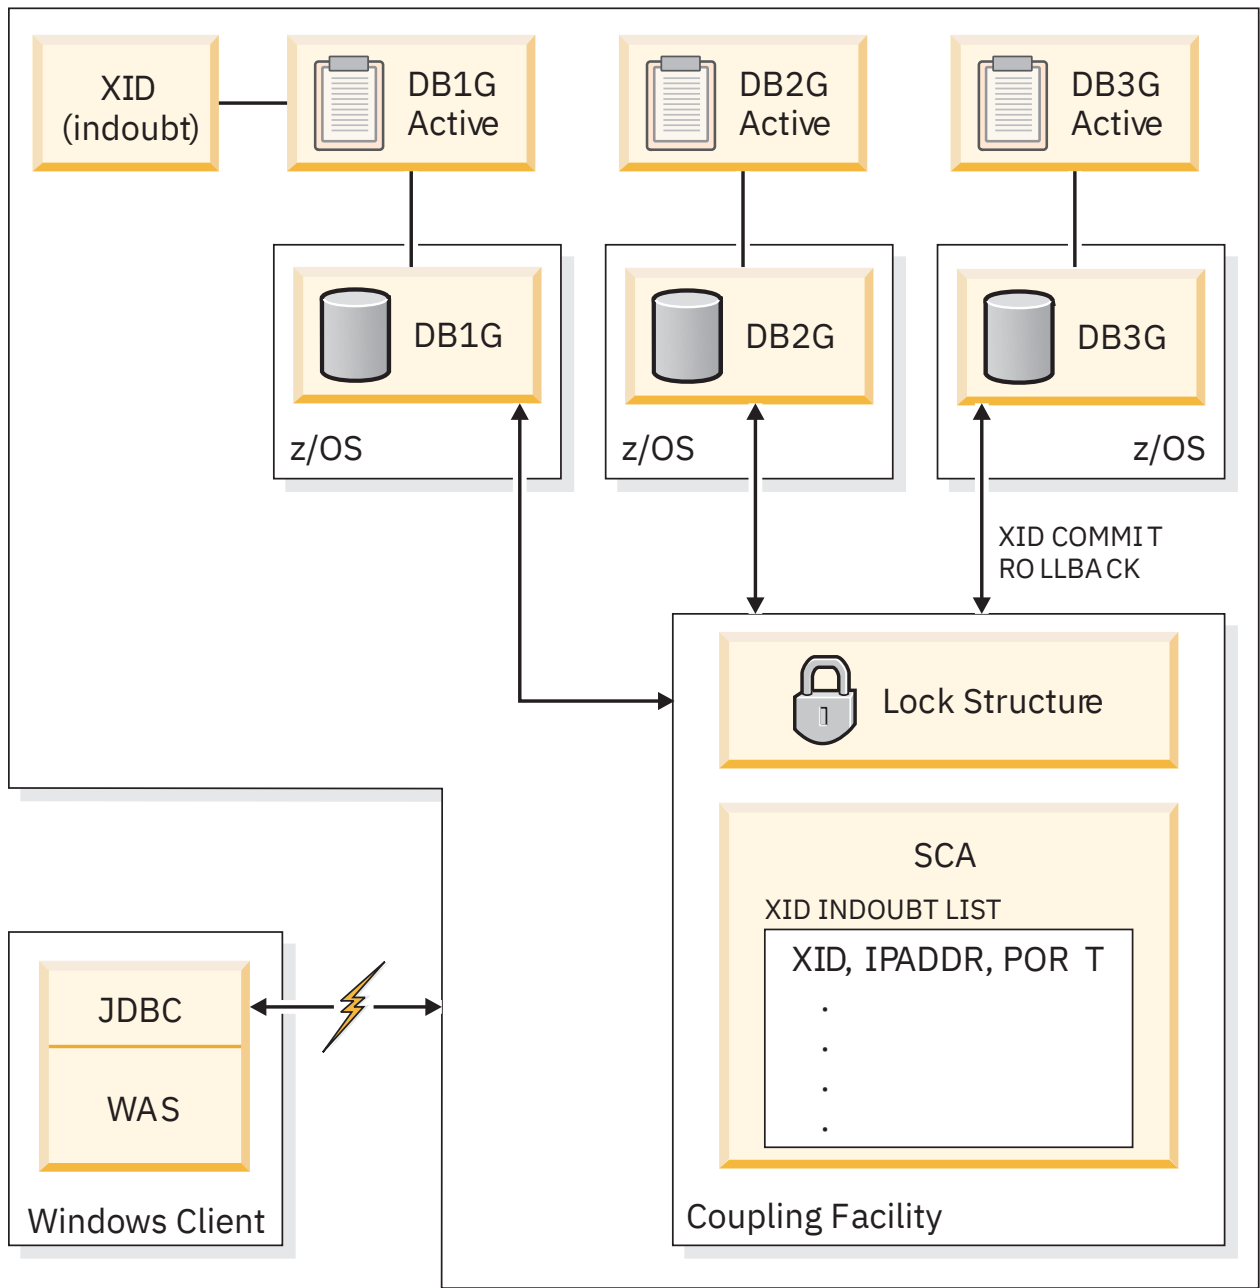 XID
(indoubt)
DB1G
Active
DB2G
Active
DB3G
Active
DB1G
z/OS
DB2G
z/OS
DB3G
z/OS
XID COMMIT
ROLLBACK
Lock Structure
SCA
XID INDOUBT LIST
XID, IPADDR, PORT
.
.
.
.
Coupling Facility
JDBC
WAS
Windows Client